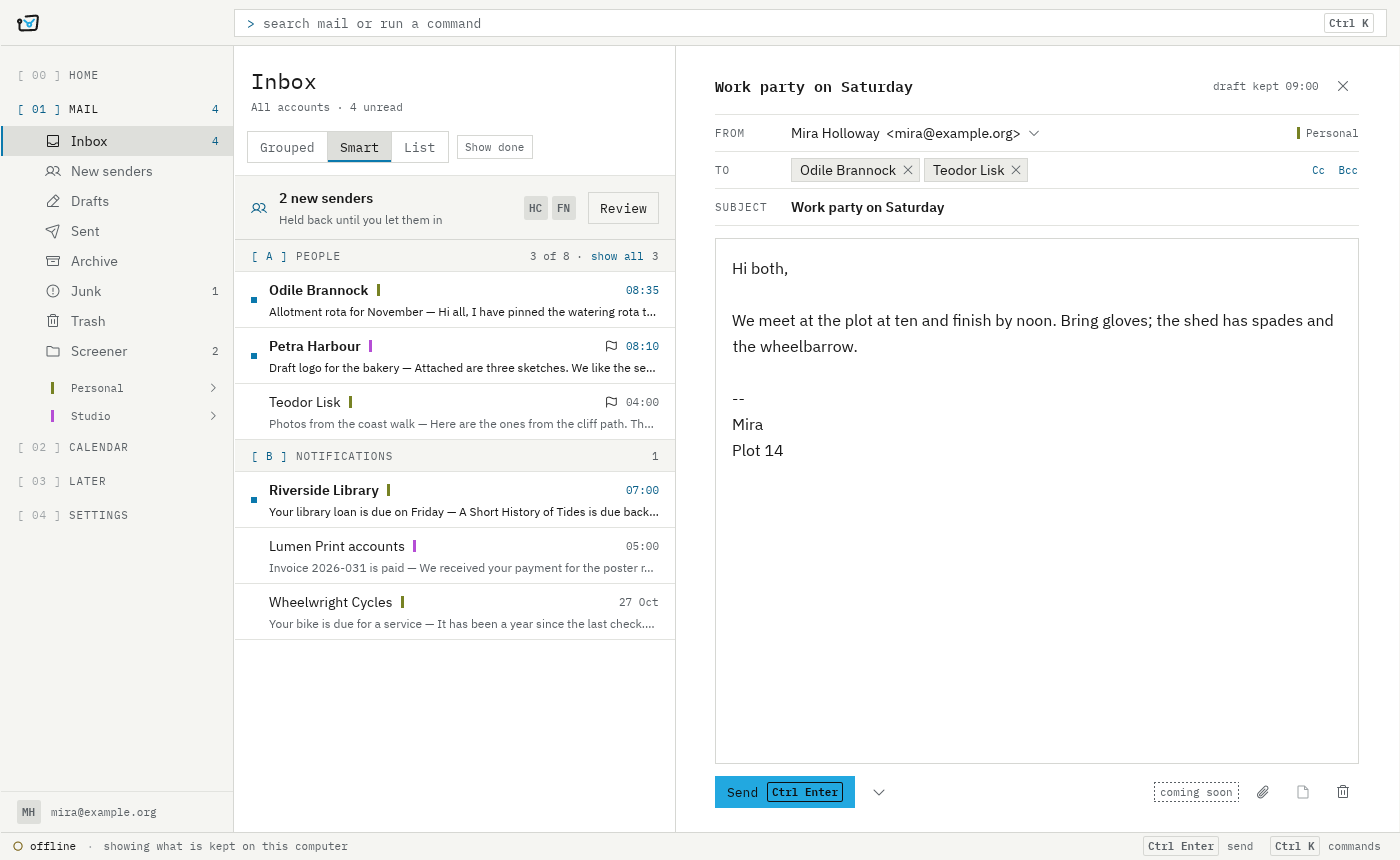 > search mail or run a command Ctrl K
[ 00 ] HOME
[ 01 ] MAIL 4
Inbox 4
New senders
Drafts
Sent
Archive
Junk 1
Trash
Screener 2
Personal
Studio
[ 02 ] CALENDAR
[ 03 ] LATER
[ 04 ] SETTINGS
MH mira@example.org
Inbox
All accounts · 4 unread
Grouped Smart List Show done
2 new senders
Held back until you let them in
HC FN Review
[ A ] PEOPLE 3 of 8 · show all 3
Odile Brannock 08:35
Allotment rota for November — Hi all, I have pinned the watering rota t…
Petra Harbour 08:10
Draft logo for the bakery — Attached are three sketches. We like the se…
Teodor Lisk 04:00
Photos from the coast walk — Here are the ones from the cliff path. Th…
[ B ] NOTIFICATIONS 1
Riverside Library 07:00
Your library loan is due on Friday — A Short History of Tides is due back…
Lumen Print accounts 05:00
Invoice 2026-031 is paid — We received your payment for the poster r…
Wheelwright Cycles 27 Oct
Your bike is due for a service — It has been a year since the last check.…
Work party on Saturday draft kept 09:00
FROM Mira Holloway <mira@example.org> Personal
TO Odile Brannock Teodor Lisk Cc Bcc
SUBJECT Work party on Saturday
Hi both,
We meet at the plot at ten and finish by noon. Bring gloves; the shed has spades and
the wheelbarrow.
--
Mira
Plot 14
Send Ctrl Enter coming soon
offline · showing what is kept on this computer Ctrl Enter send Ctrl K commands